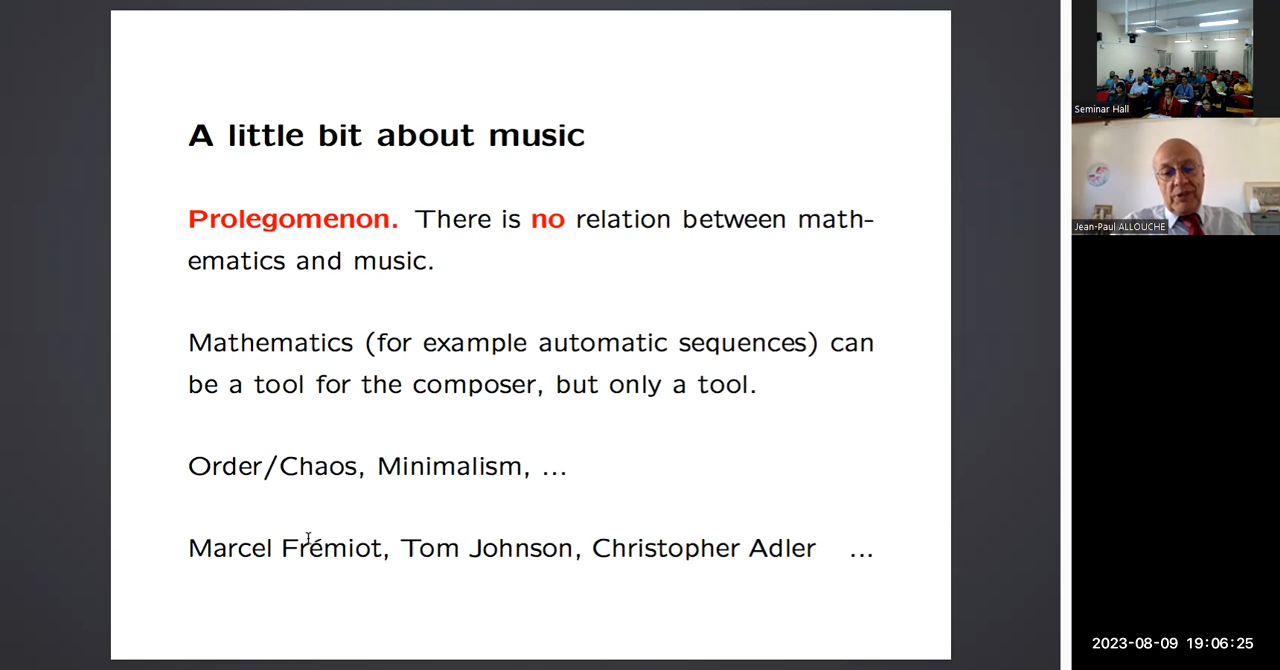 A little bit about music
Prolegomenon. There is no relation between math-
ematics and music.
Mathematics (for example automatic sequences) can
be a tool for the composer, but only a tool.
Order/Chaos, Minimalism, ...
Marcel Frémiot, Tom Johnson, Christopher Adler ...
Seminar Hall
Jean-Paul ALLOUCHE
2023-08-09 19:06:25